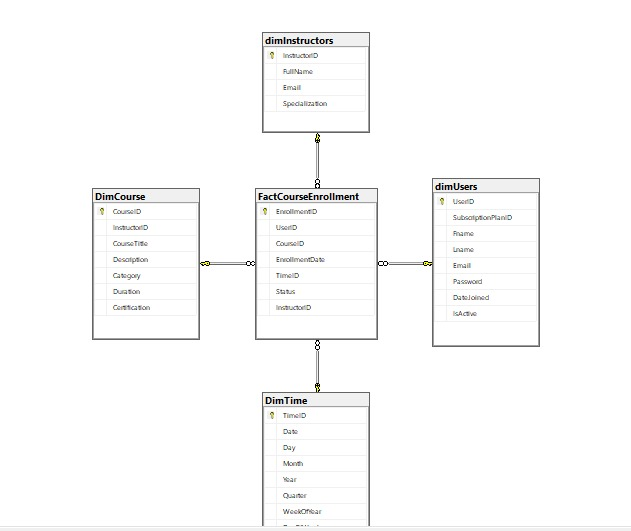 dimInstructors
InstructorID
FullName
Email
Specialization
DimCourse
CourseID
InstructorID
CourseTitle
Description
Category
Duration
Certification
FactCourseEnrollment
EnrollmentID
UserID
CourseID
EnrollmentDate
TimeID
Status
InstructorID
dimUsers
UserID
SubscriptionPlanID
Fname
Lname
Email
Password
DateJoined
IsActive
DimTime
TimeID
Date
Day
Month
Year
Quarter
WeekOfYear